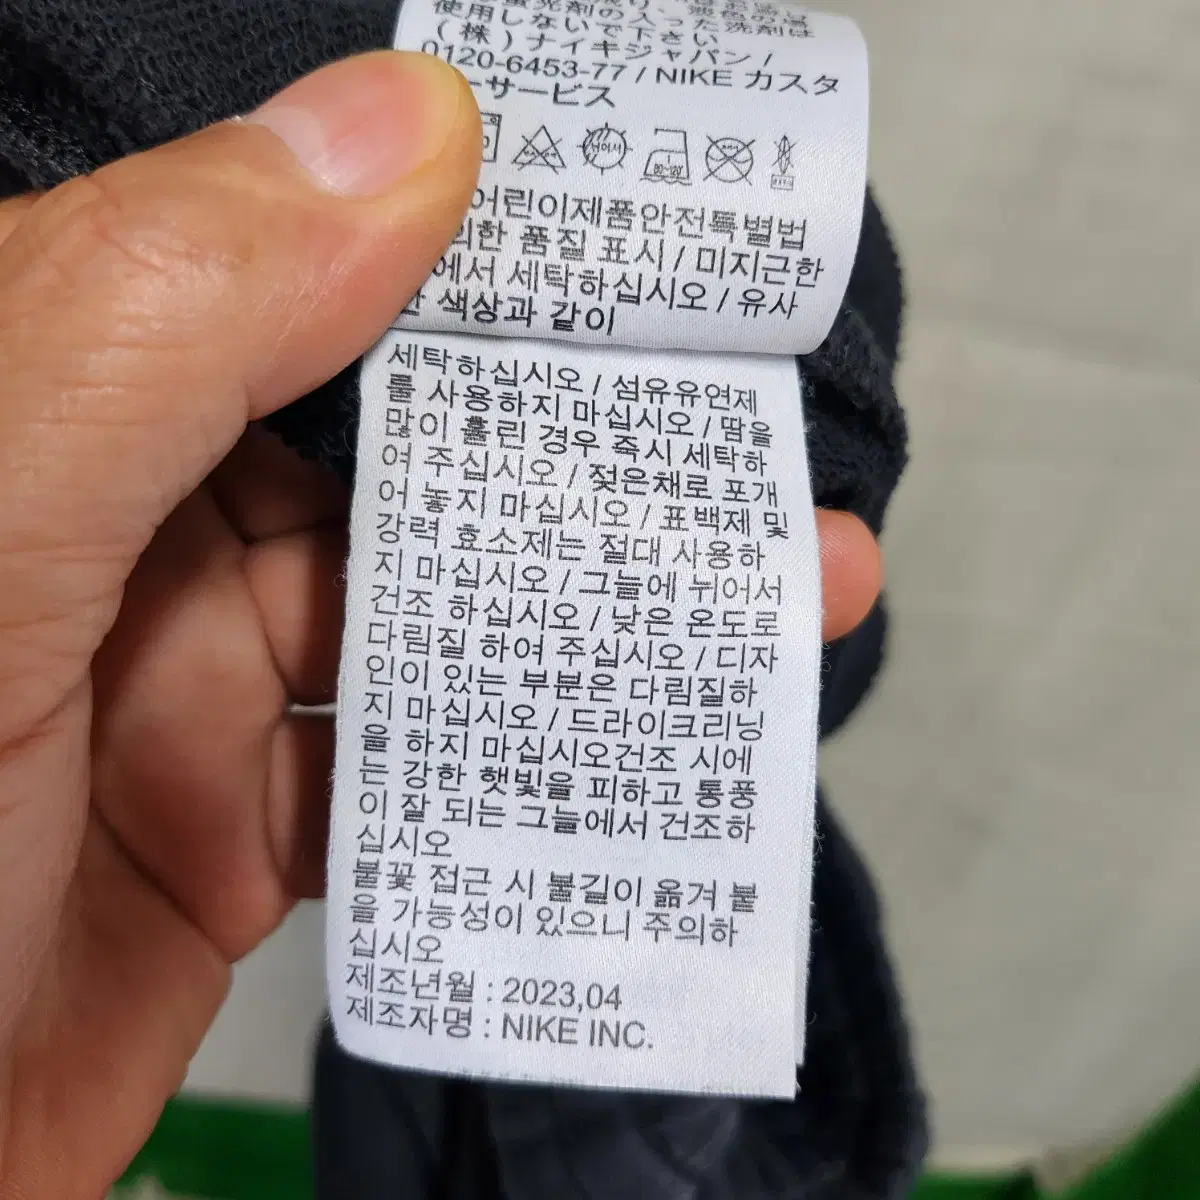 使用しないで下さい
(株)ナイキジャパン /
0120-6453-77 / NIKE カスタ
ーサービス
어린이제품안전특별법
의한 품질 표시 / 미지근한
에서 세탁하십시오 / 유사
한 색상과 같이
세탁하십시오 / 섬유유연제
를 사용하지 마십시오 / 땀을
많이 흘린 경우 즉시 세탁하
여 주십시오 / 젖은채로 포개
어 놓지 마십시오 / 표백제 및
강력 효소제는 절대 사용하
지 마십시오 / 그늘에 뉘어서
건조 하십시오 / 낮은 온도로
다림질 하여 주십시오 / 디자
인이 있는 부분은 다림질하
지 마십시오 / 드라이크리닝
을 하지 마십시오건조 시에
는 강한 햇빛을 피하고 통풍
이 잘 되는 그늘에서 건조하
십시오
불꽃 접근 시 불길이 옮겨 붙
을 가능성이 있으니 주의하
십시오
제조년월 : 2023,04
제조자명 : NIKE INC.